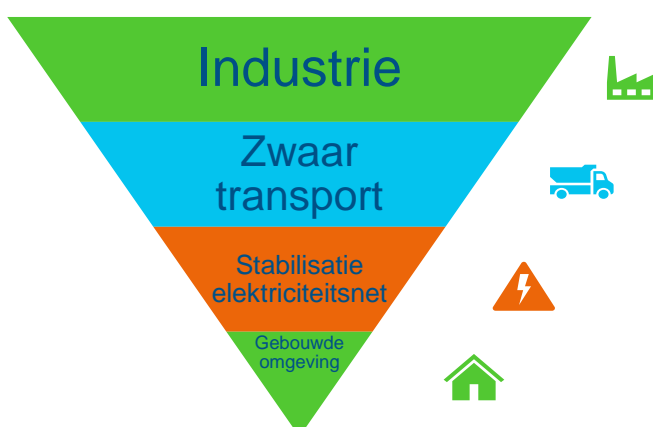 Industrie
Zwaar
transport
Stabilisatie
elektriciteitsnet
Gebouwde
omgeving